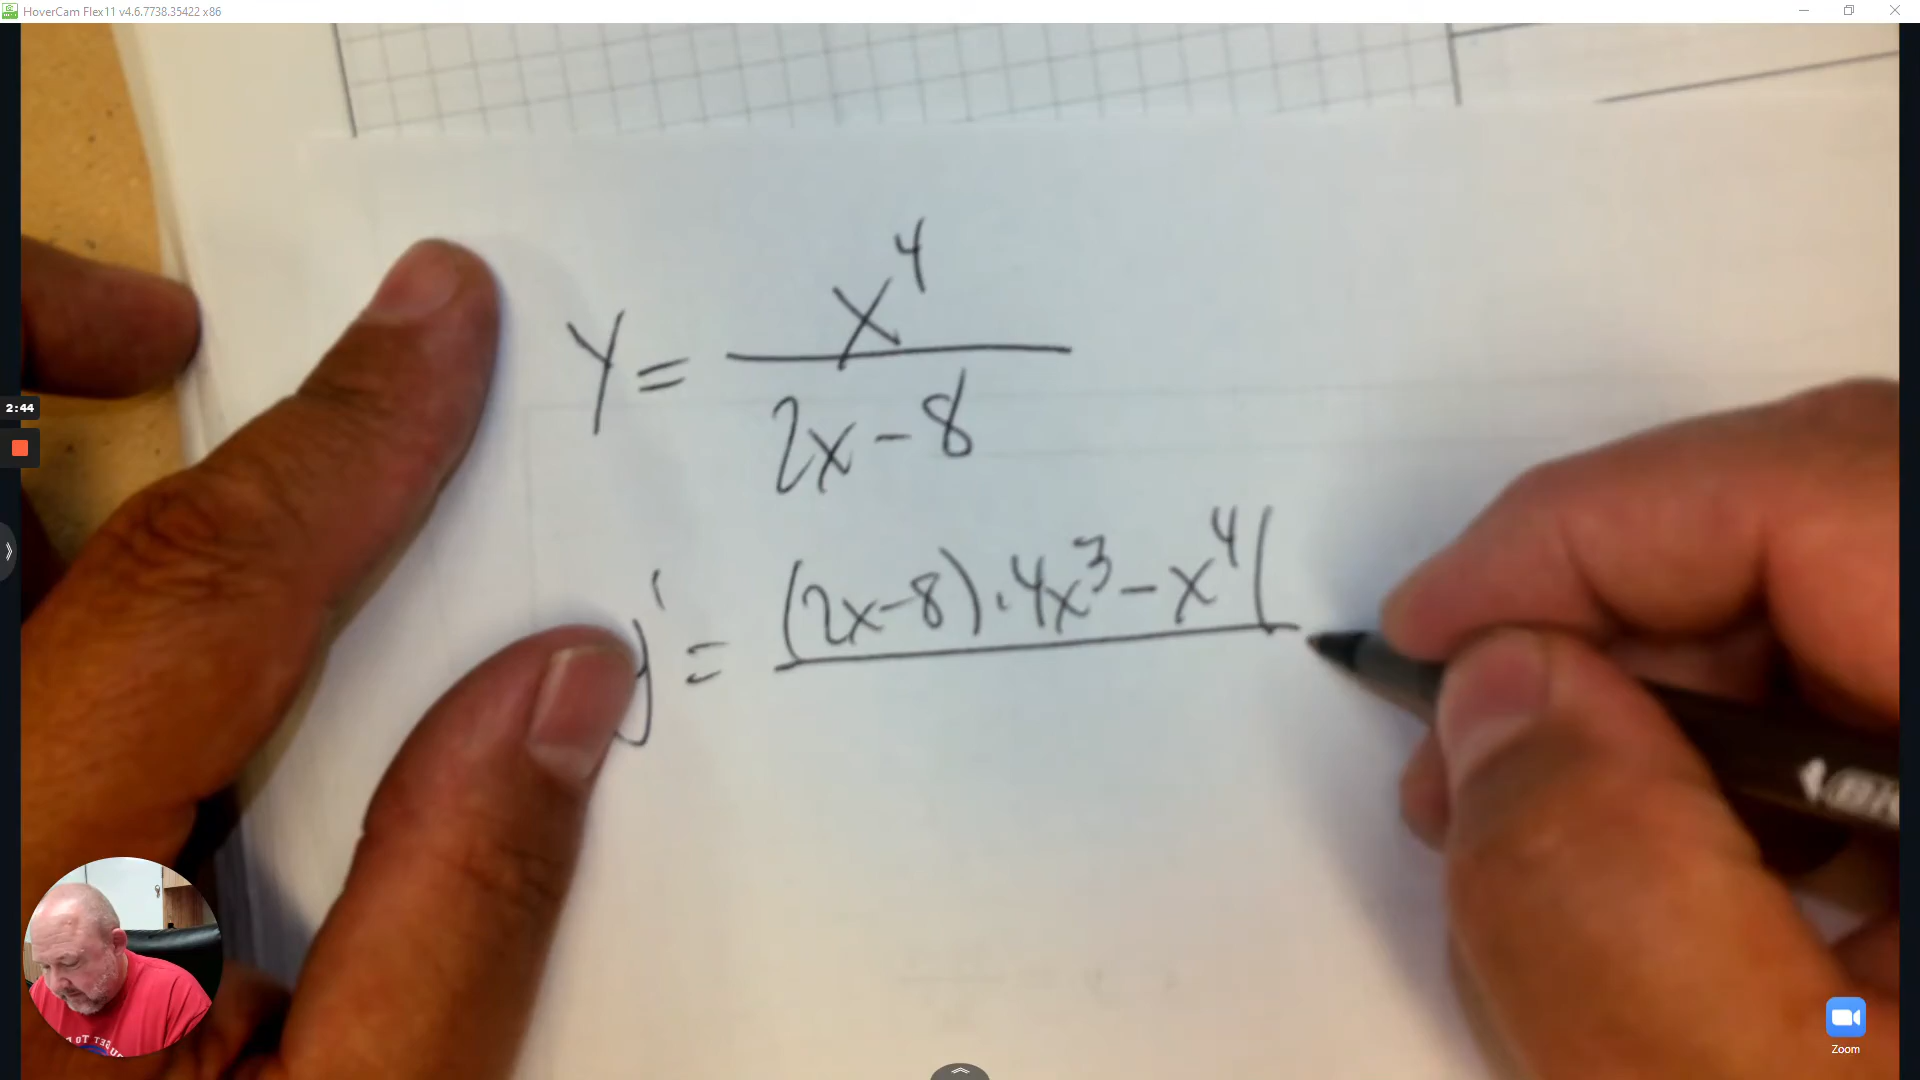 HoverCam Flex11 v4.6.7738.35422 x86
y = x⁴ / (2x - 8)
2:44
y' = (2x-8) · 4x³ - x⁴(
Zoom